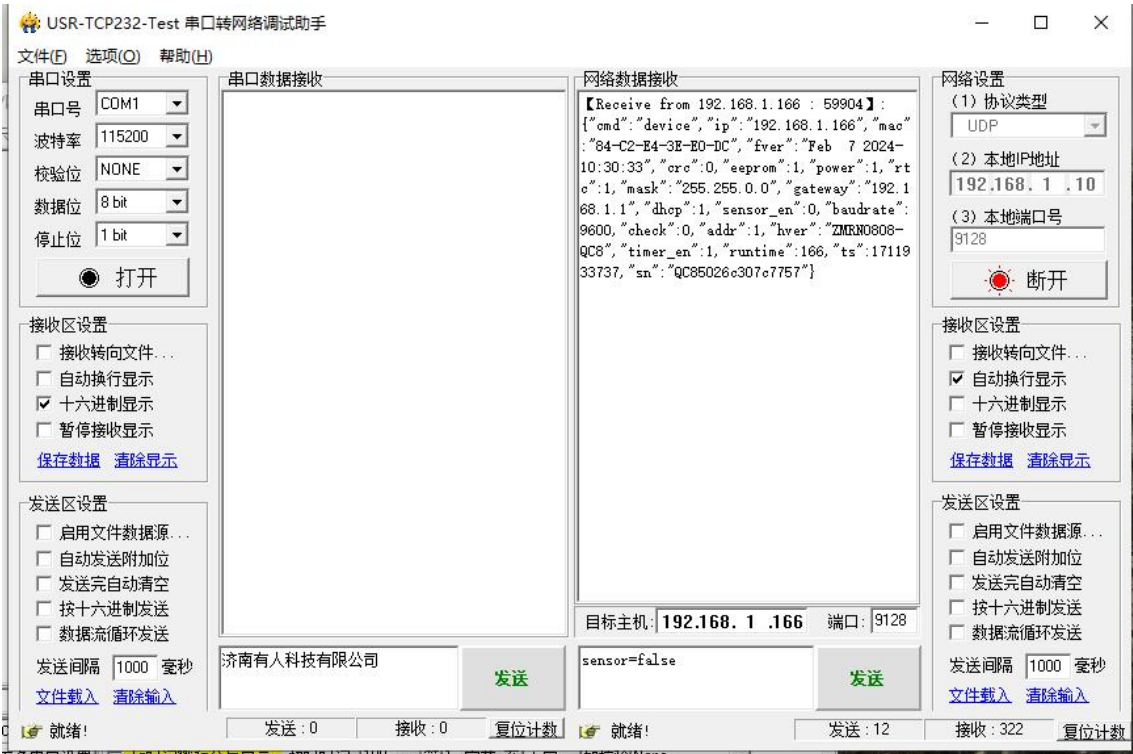 USR-TCP232-Test 串口转网络调试助手
文件(F) 选项(O) 帮助(H)
串口设置
串口号 COM1
波特率 115200
校验位 NONE
数据位 8 bit
停止位 1 bit
打开
接收区设置
接收转向文件...
自动换行显示
十六进制显示
暂停接收显示
保存数据 清除显示
发送区设置
启用文件数据源...
自动发送附加位
发送完自动清空
按十六进制发送
数据流循环发送
发送间隔 1000 毫秒
文件载入 清除输入
串口数据接收
济南有人科技有限公司
发送
网络数据接收
【Receive from 192.168.1.166 : 59904】:
{"cmd":"device","ip":"192.168.1.166","mac"
:"84-C2-E4-3E-E0-DC","fver":"Feb  7 2024-
10:30:33","crc":0,"eeprom":1,"power":1,"rt
c":1,"mask":"255.255.0.0","gateway":"192.1
68.1.1","dhcp":1,"sensor_en":0,"baudrate":
9600,"check":0,"addr":1,"hver":"ZMRN0808-
QC8","timer_en":1,"runtime":166,"ts":17119
33737,"sn":"QC85026c307c7757"}
目标主机: 192.168. 1 .166 端口: 9128
sensor=false
发送
网络设置
(1) 协议类型
UDP
(2) 本地IP地址
192.168. 1 .10
(3) 本地端口号
9128
断开
接收区设置
接收转向文件...
自动换行显示
十六进制显示
暂停接收显示
保存数据 清除显示
发送区设置
启用文件数据源...
自动发送附加位
发送完自动清空
按十六进制发送
数据流循环发送
发送间隔 1000 毫秒
文件载入 清除输入
就绪! 发送:0 接收:0 复位计数
就绪! 发送:12 接收:322 复位计数